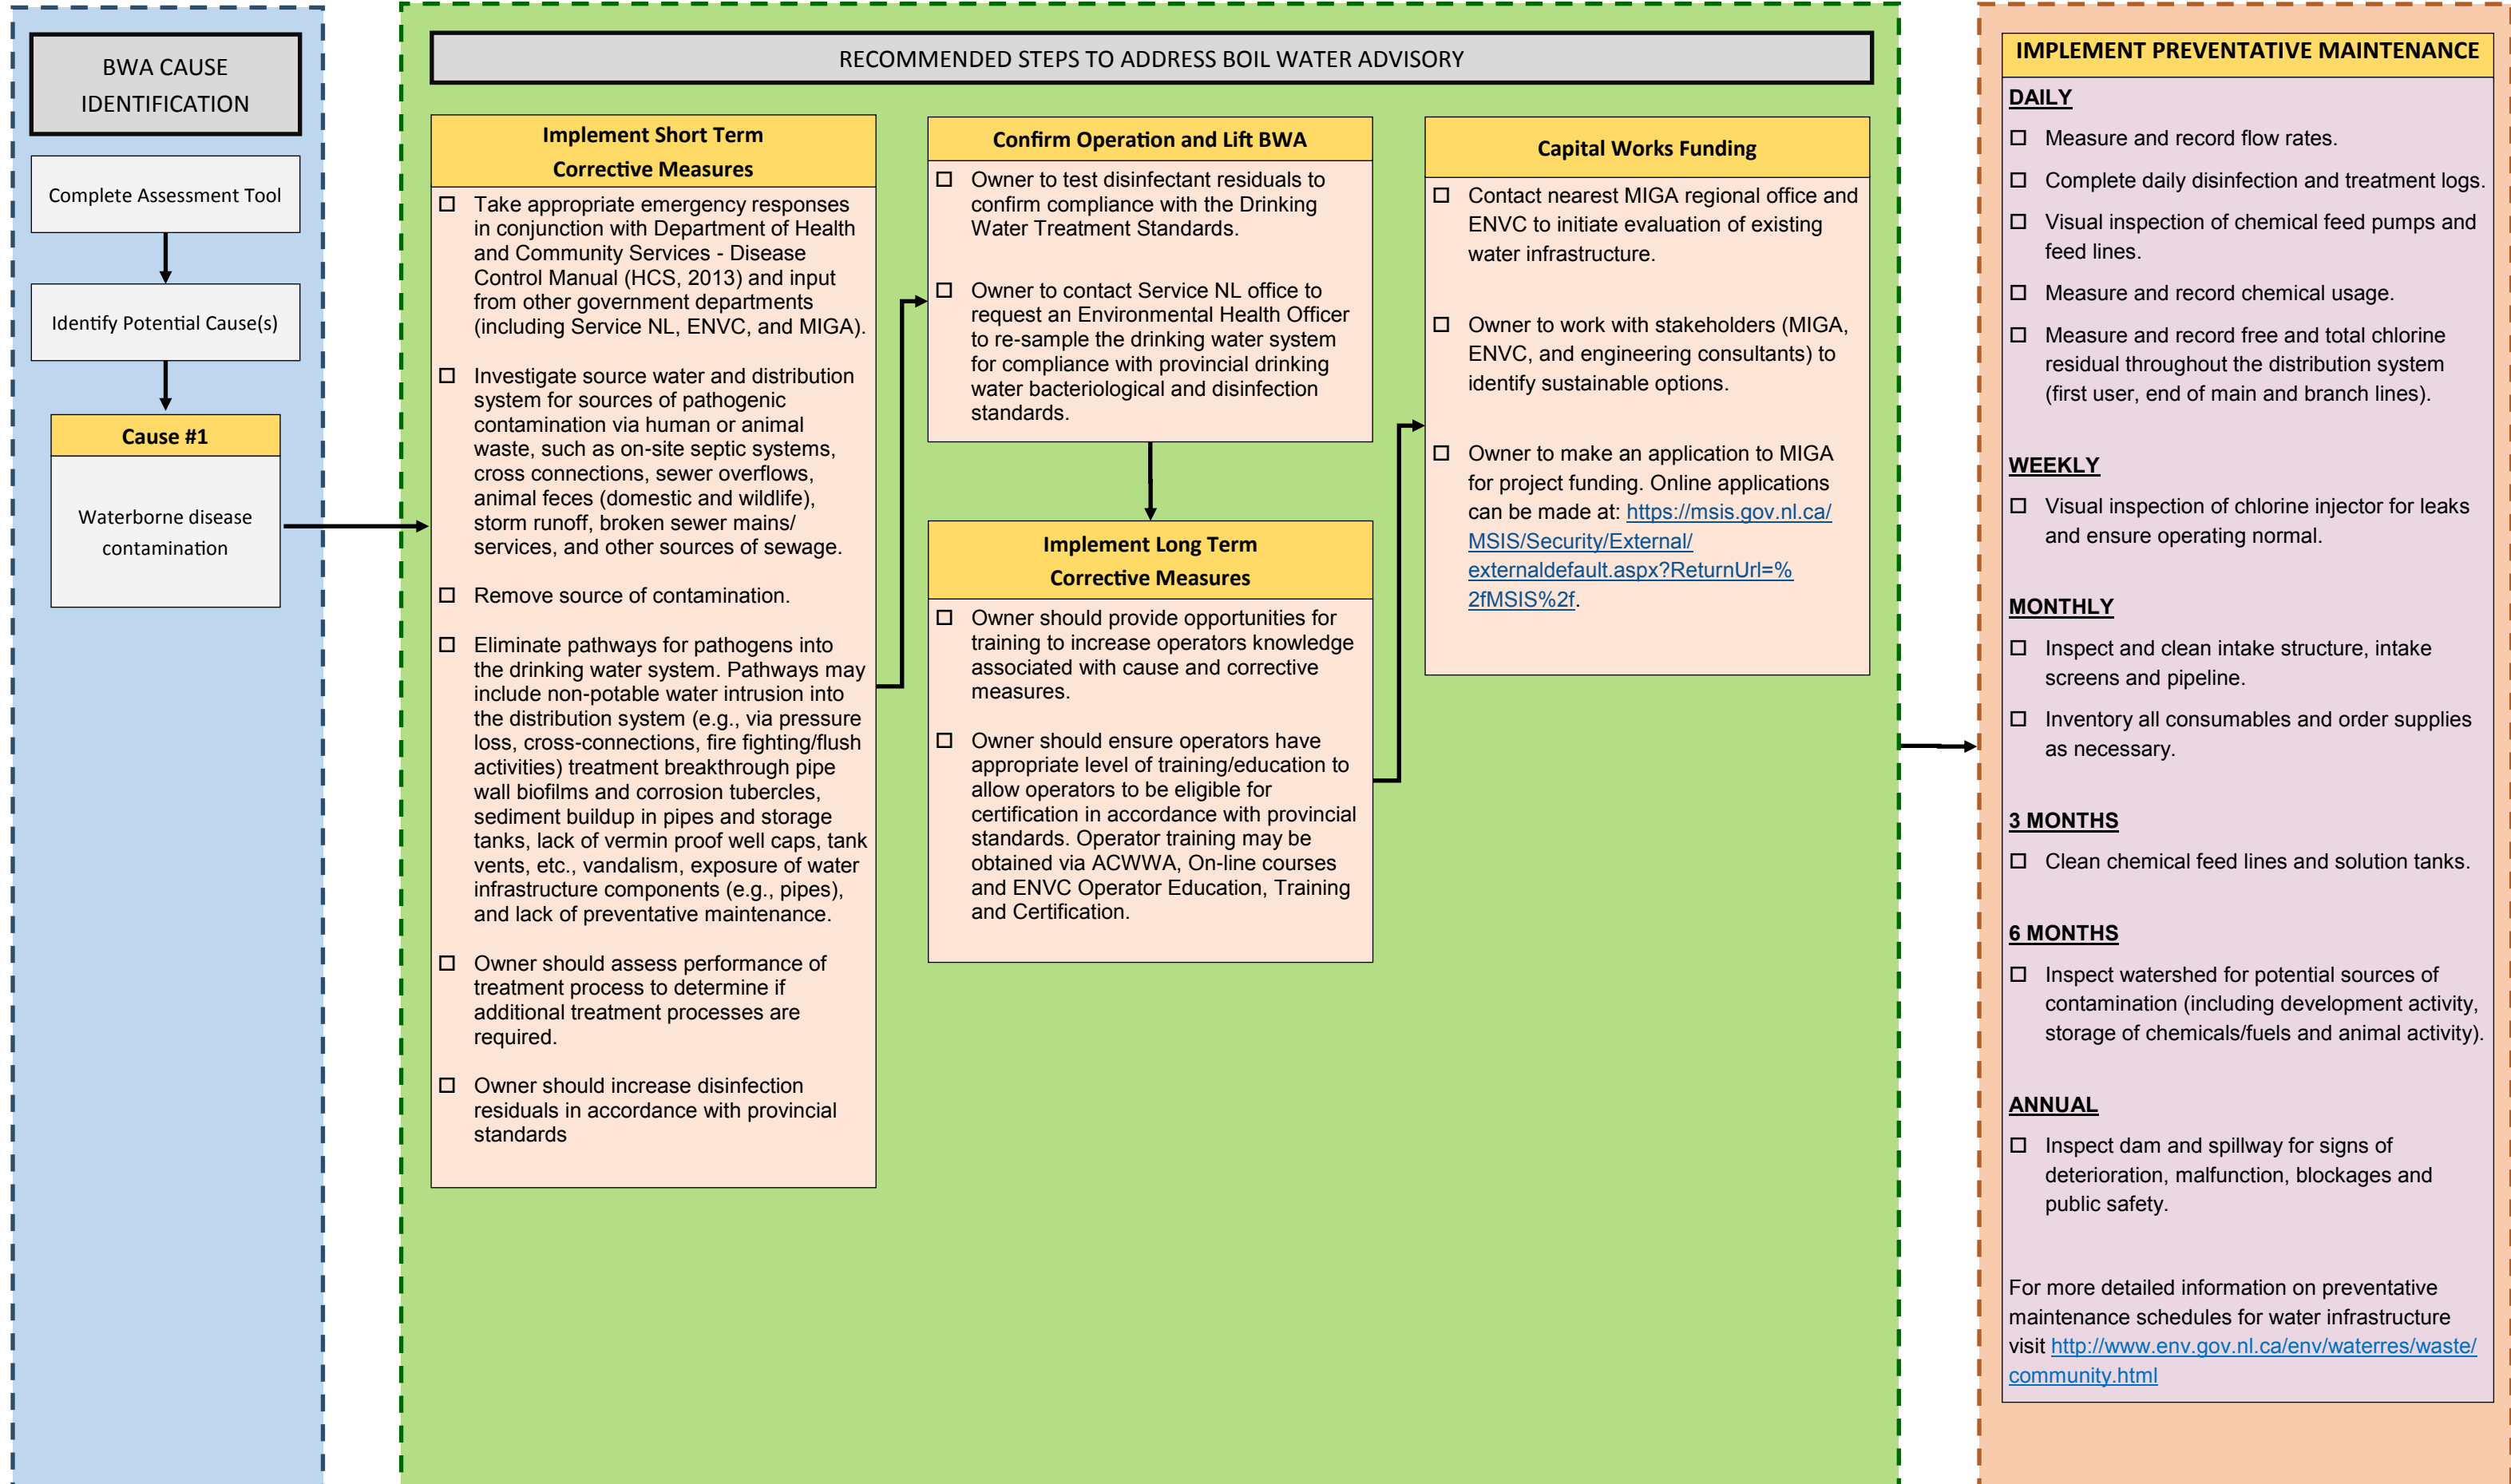 BWA CAUSE
IDENTIFICATION
Complete Assessment Tool
Identify Potential Cause(s)
Cause #1
Waterborne disease
contamination
RECOMMENDED STEPS TO ADDRESS BOIL WATER ADVISORY
Implement Short Term
Corrective Measures
☐ Take appropriate emergency responses
in conjunction with Department of Health
and Community Services - Disease
Control Manual (HCS, 2013) and input
from other government departments
(including Service NL, ENVC, and MIGA).
☐ Investigate source water and distribution
system for sources of pathogenic
contamination via human or animal
waste, such as on-site septic systems,
cross connections, sewer overflows,
animal feces (domestic and wildlife),
storm runoff, broken sewer mains/
services, and other sources of sewage.
☐ Remove source of contamination.
☐ Eliminate pathways for pathogens into
the drinking water system. Pathways may
include non-potable water intrusion into
the distribution system (e.g., via pressure
loss, cross-connections, fire fighting/flush
activities) treatment breakthrough pipe
wall biofilms and corrosion tubercles,
sediment buildup in pipes and storage
tanks, lack of vermin proof well caps, tank
vents, etc., vandalism, exposure of water
infrastructure components (e.g., pipes),
and lack of preventative maintenance.
☐ Owner should assess performance of
treatment process to determine if
additional treatment processes are
required.
☐ Owner should increase disinfection
residuals in accordance with provincial
standards
Confirm Operation and Lift BWA
☐ Owner to test disinfectant residuals to
confirm compliance with the Drinking
Water Treatment Standards.
☐ Owner to contact Service NL office to
request an Environmental Health Officer
to re-sample the drinking water system
for compliance with provincial drinking
water bacteriological and disinfection
standards.
Implement Long Term
Corrective Measures
☐ Owner should provide opportunities for
training to increase operators knowledge
associated with cause and corrective
measures.
☐ Owner should ensure operators have
appropriate level of training/education to
allow operators to be eligible for
certification in accordance with provincial
standards. Operator training may be
obtained via ACWWA, On-line courses
and ENVC Operator Education, Training
and Certification.
Capital Works Funding
☐ Contact nearest MIGA regional office and
ENVC to initiate evaluation of existing
water infrastructure.
☐ Owner to work with stakeholders (MIGA,
ENVC, and engineering consultants) to
identify sustainable options.
☐ Owner to make an application to MIGA
for project funding. Online applications
can be made at: https://msis.gov.nl.ca/
MSIS/Security/External/
externaldefault.aspx?ReturnUrl=%
2fMSIS%2f.
IMPLEMENT PREVENTATIVE MAINTENANCE
DAILY
☐ Measure and record flow rates.
☐ Complete daily disinfection and treatment logs.
☐ Visual inspection of chemical feed pumps and
feed lines.
☐ Measure and record chemical usage.
☐ Measure and record free and total chlorine
residual throughout the distribution system
(first user, end of main and branch lines).
WEEKLY
☐ Visual inspection of chlorine injector for leaks
and ensure operating normal.
MONTHLY
☐ Inspect and clean intake structure, intake
screens and pipeline.
☐ Inventory all consumables and order supplies
as necessary.
3 MONTHS
☐ Clean chemical feed lines and solution tanks.
6 MONTHS
☐ Inspect watershed for potential sources of
contamination (including development activity,
storage of chemicals/fuels and animal activity).
ANNUAL
☐ Inspect dam and spillway for signs of
deterioration, malfunction, blockages and
public safety.
For more detailed information on preventative
maintenance schedules for water infrastructure
visit http://www.env.gov.nl.ca/env/waterres/waste/
community.html